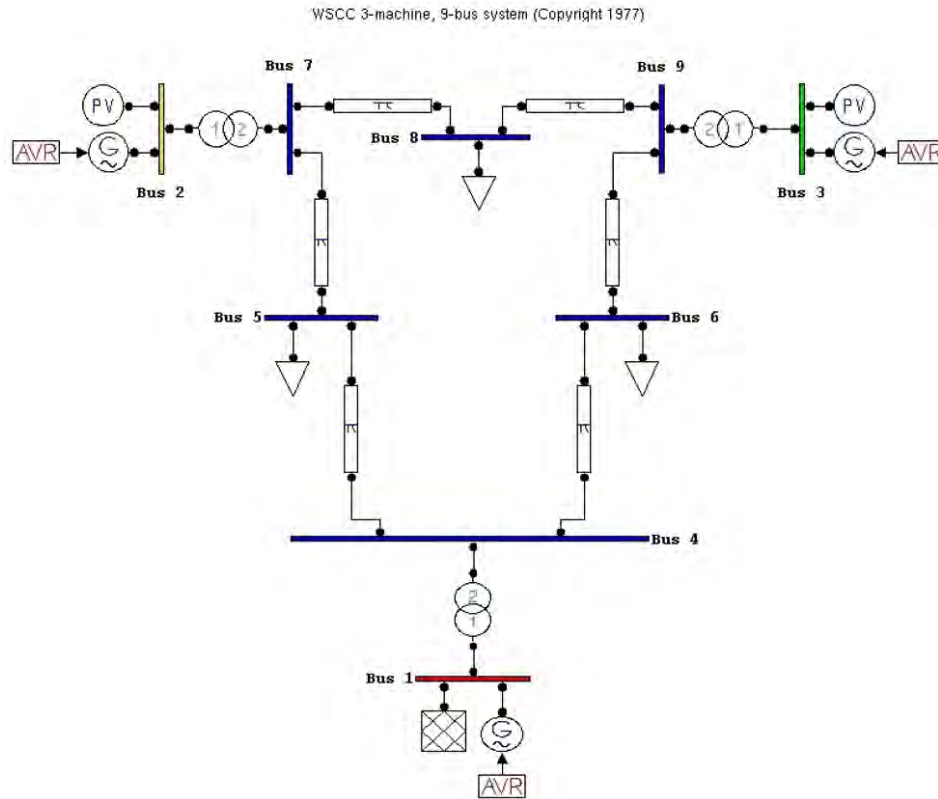 WSCC 3-machine, 9-bus system (Copyright 1977)
Bus 7
Bus 9
PV
1 2
π
π
Bus 8
2 1
PV
AVR
G
~
G
~
AVR
Bus 2
Bus 3
π
π
Bus 5
Bus 6
π
π
Bus 4
2
1
Bus 1
G
~
AVR